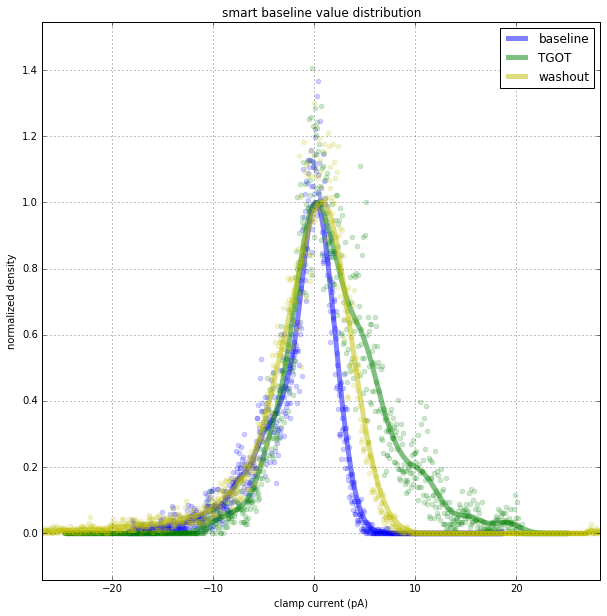 smart baseline value distribution
baseline
TGOT
washout
normalized density
1.4
1.2
1.0
0.8
0.6
0.4
0.2
0.0
−20
−10
0
10
20
clamp current (pA)